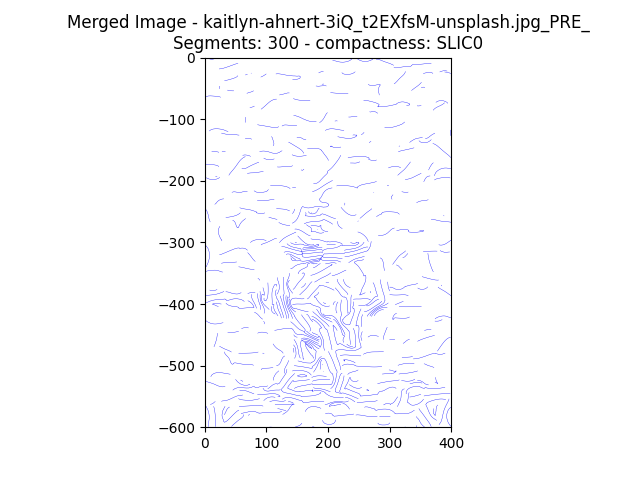 Merged Image - kaitlyn-ahnert-3iQ_t2EXfsM-unsplash.jpg_PRE_
Segments: 300 - compactness: SLIC0
0
−100
−200
−300
−400
−500
−600
0 100 200 300 400